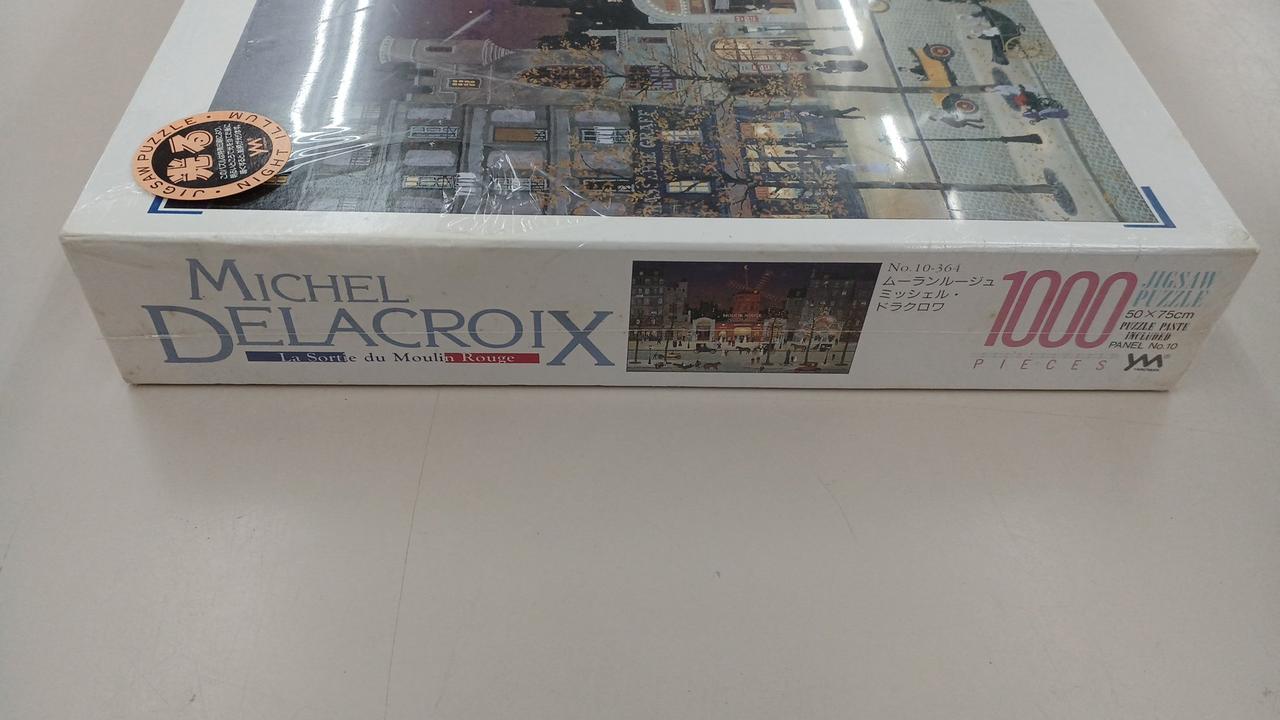 JIGSAW PUZZLE・
光る
NIGHT ILLUM
MICHEL
DELACROIX
La Sortie du Moulin Rouge
No.10-364
ムーランルージュ
ミッシェル・
ドラクロワ
1000
PIECES
JIGSAW
PUZZLE
50×75cm
PUZZLE PASTE
INCLUDED
PANEL No.10
YM